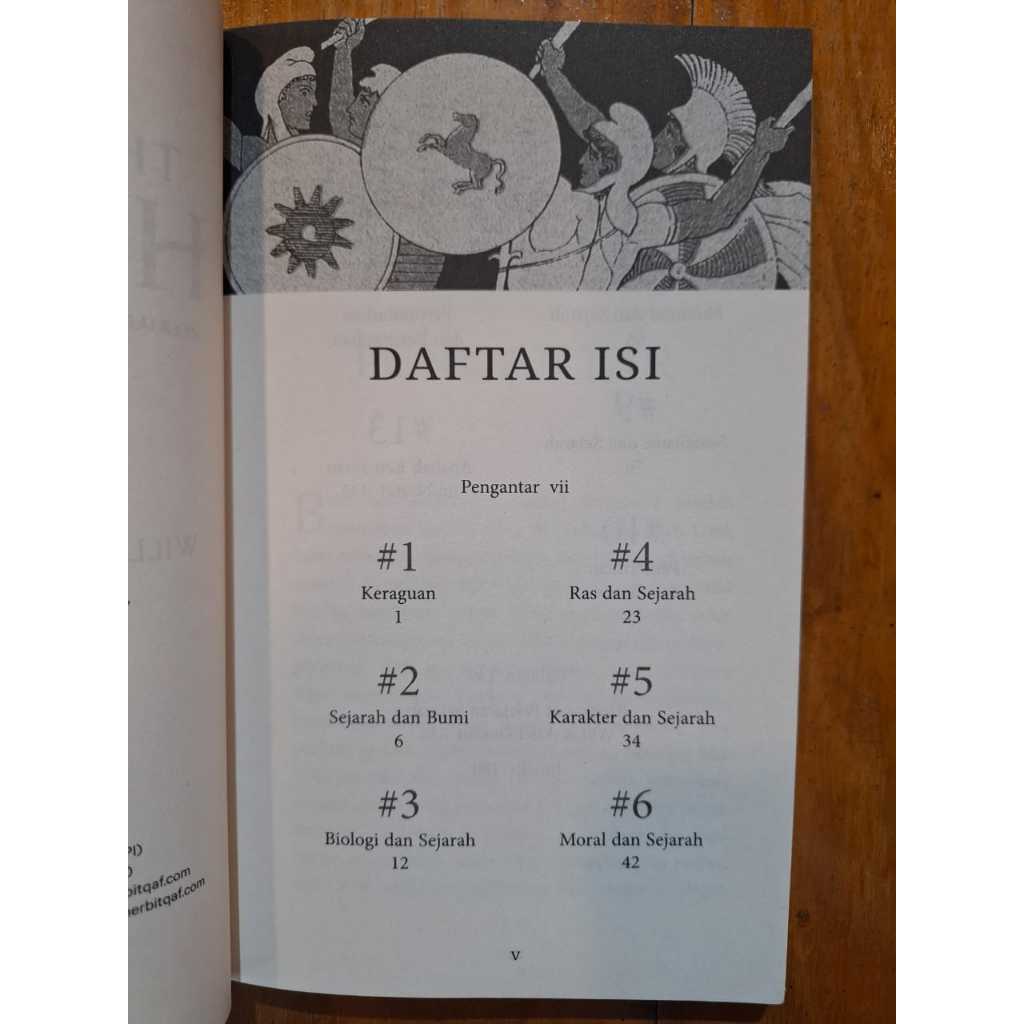 DAFTAR ISI
Pengantar vii
#1
Keraguan
1
#2
Sejarah dan Bumi
6
#3
Biologi dan Sejarah
12
#4
Ras dan Sejarah
23
#5
Karakter dan Sejarah
34
#6
Moral dan Sejarah
42
v